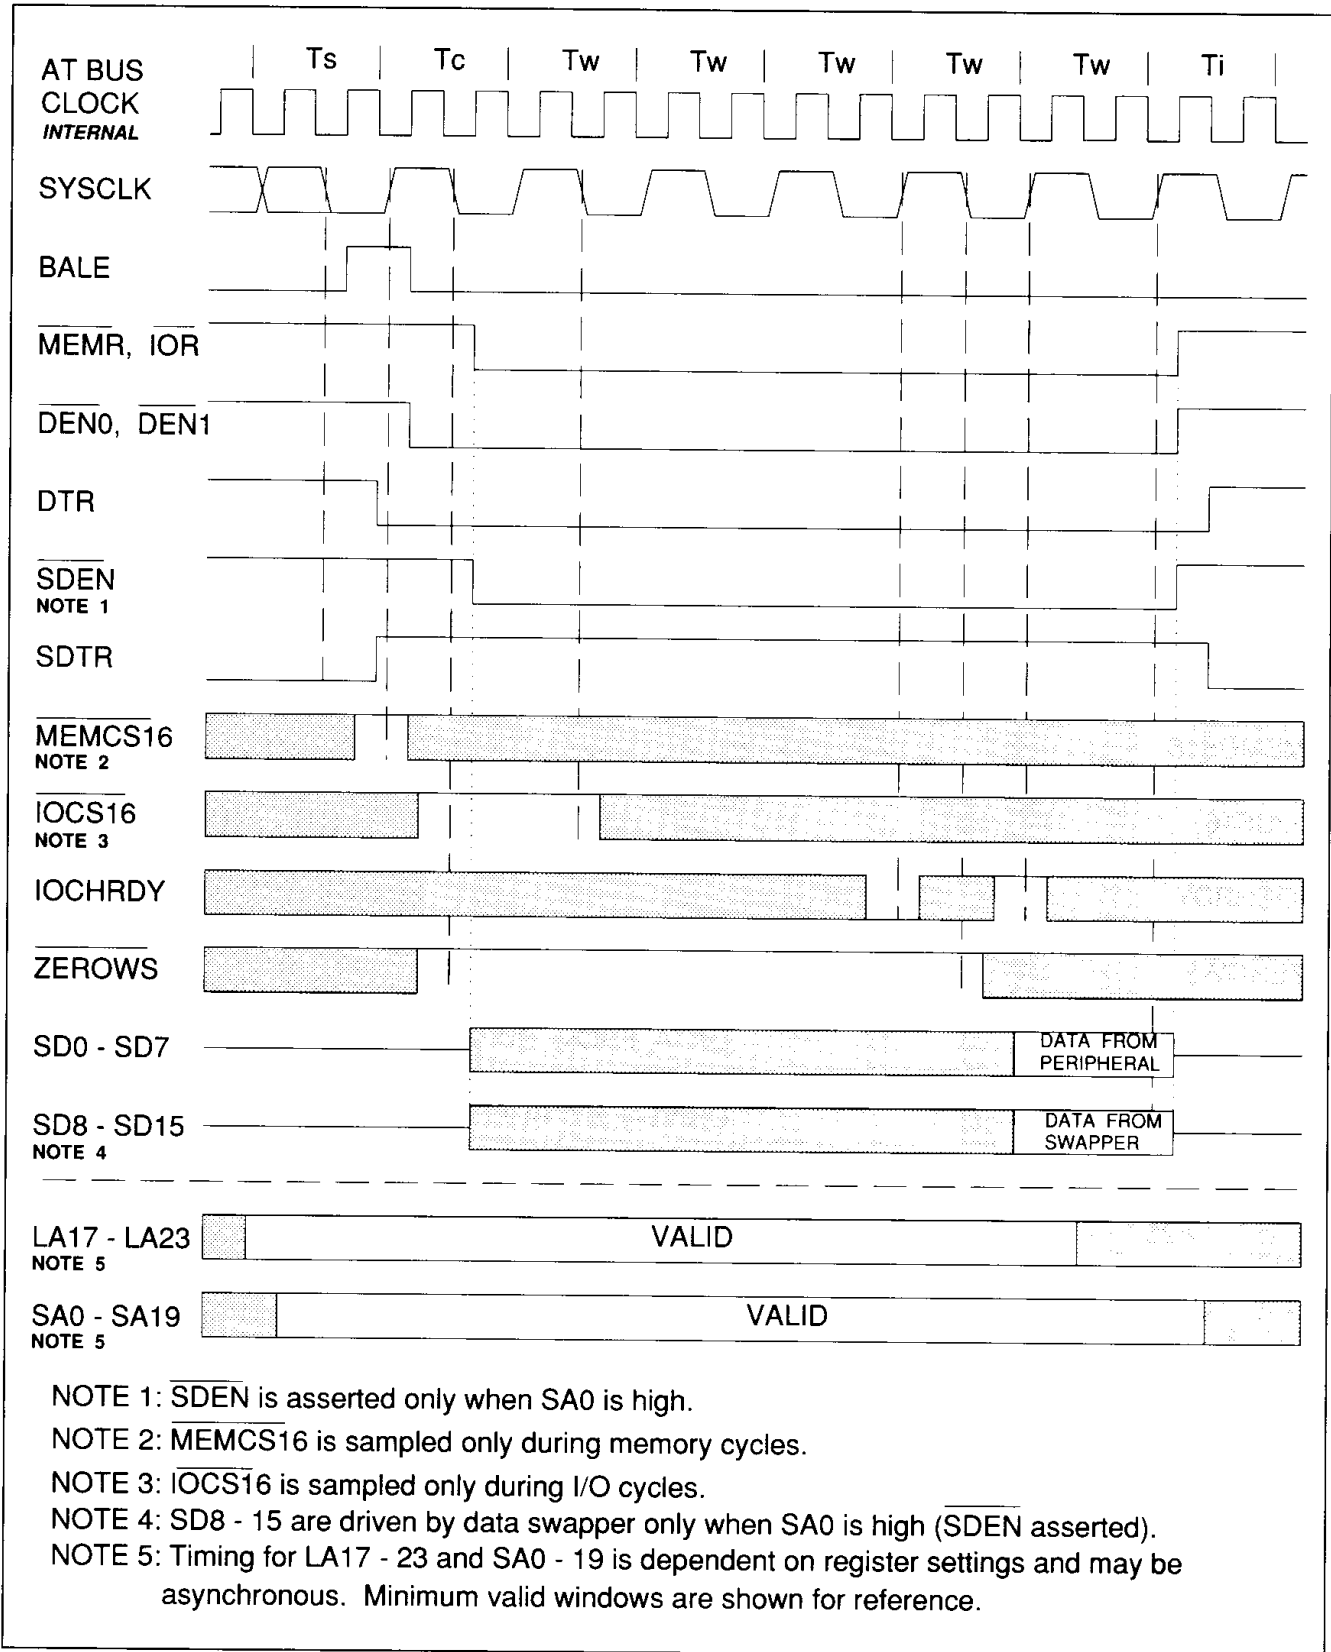 Ts Tc Tw Tw Tw Tw Tw Ti
AT BUS
CLOCK
INTERNAL
SYSCLK
BALE
MEMR, IOR
DEN0, DEN1
DTR
SDEN
NOTE 1
SDTR
MEMCS16
NOTE 2
IOCS16
NOTE 3
IOCHRDY
ZEROWS
SD0 - SD7
DATA FROM
PERIPHERAL
SD8 - SD15
NOTE 4
DATA FROM
SWAPPER
LA17 - LA23
NOTE 5
VALID
SA0 - SA19
NOTE 5
VALID
NOTE 1: SDEN is asserted only when SA0 is high.
NOTE 2: MEMCS16 is sampled only during memory cycles.
NOTE 3: IOCS16 is sampled only during I/O cycles.
NOTE 4: SD8 - 15 are driven by data swapper only when SA0 is high (SDEN asserted).
NOTE 5: Timing for LA17 - 23 and SA0 - 19 is dependent on register settings and may be
asynchronous. Minimum valid windows are shown for reference.